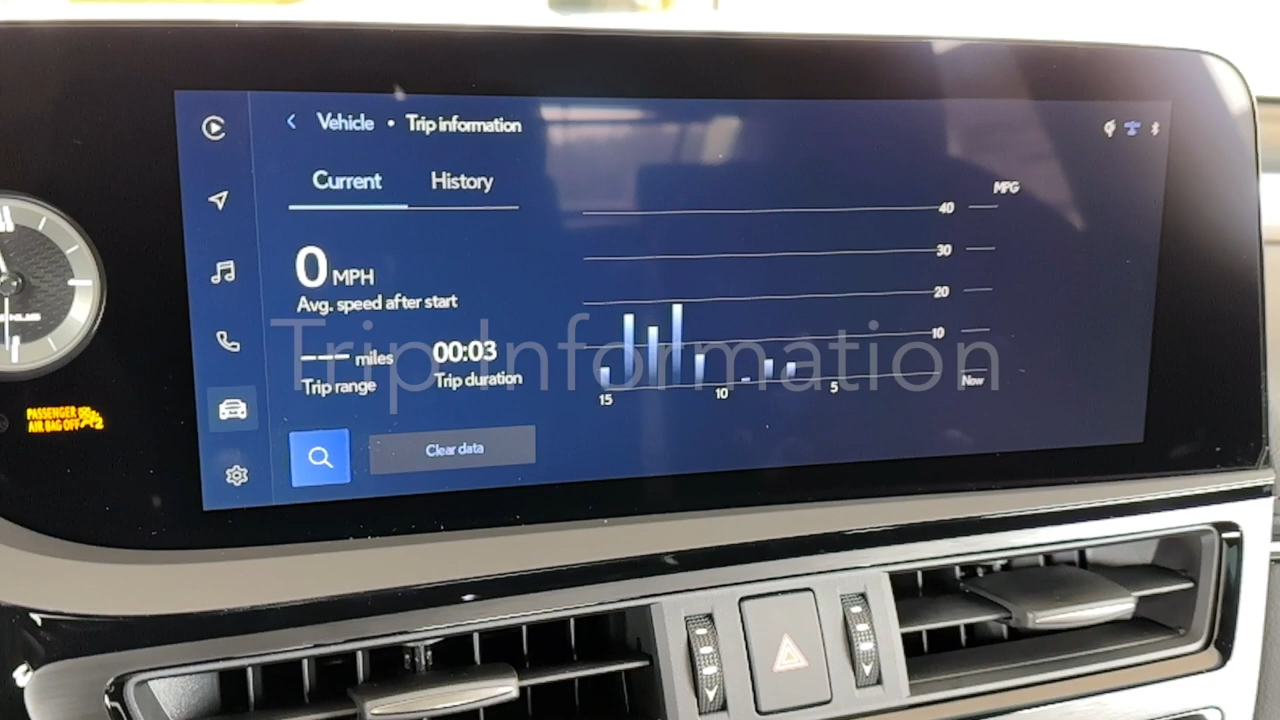 Vehicle • Trip information
Current History
MPG
40
30
20
10
0 MPH
Avg. speed after start
Trip Information
--- miles 00:03
Trip range Trip duration
15 10 5 Now
Clear data
PASSENGER
AIR BAG OFF